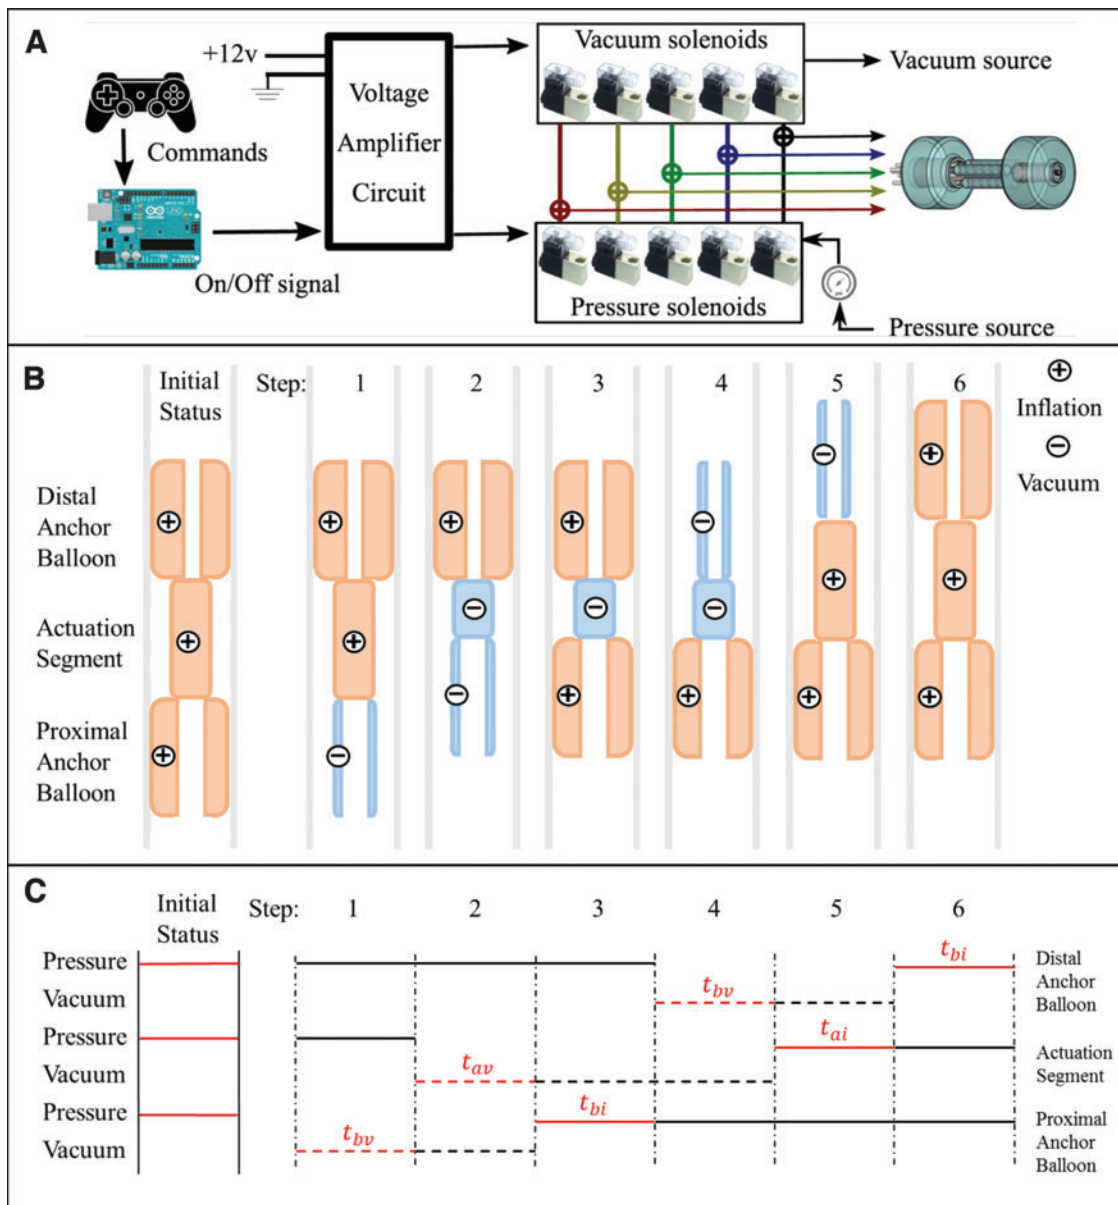 A
+12v
Voltage
Amplifier
Circuit
Commands
On/Off signal
Vacuum solenoids
Vacuum source
Pressure solenoids
Pressure source
B
Initial
Status
Step: 1 2 3 4 5 6
Inflation
Vacuum
Distal
Anchor
Balloon
Actuation
Segment
Proximal
Anchor
Balloon
C
Initial
Status
Step: 1 2 3 4 5 6
Pressure
Vacuum
Pressure
Vacuum
Pressure
Vacuum
t_bi
t_bv
t_ai
t_av
t_bi
t_bv
Distal
Anchor
Balloon
Actuation
Segment
Proximal
Anchor
Balloon